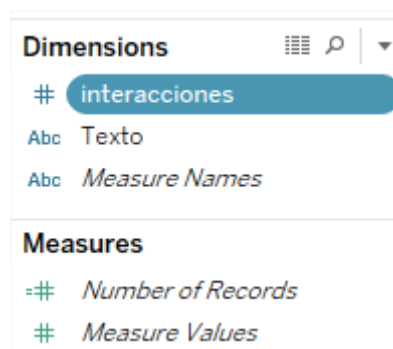 Dimensions
# interacciones
Abc Texto
Abc Measure Names
Measures
=# Number of Records
# Measure Values